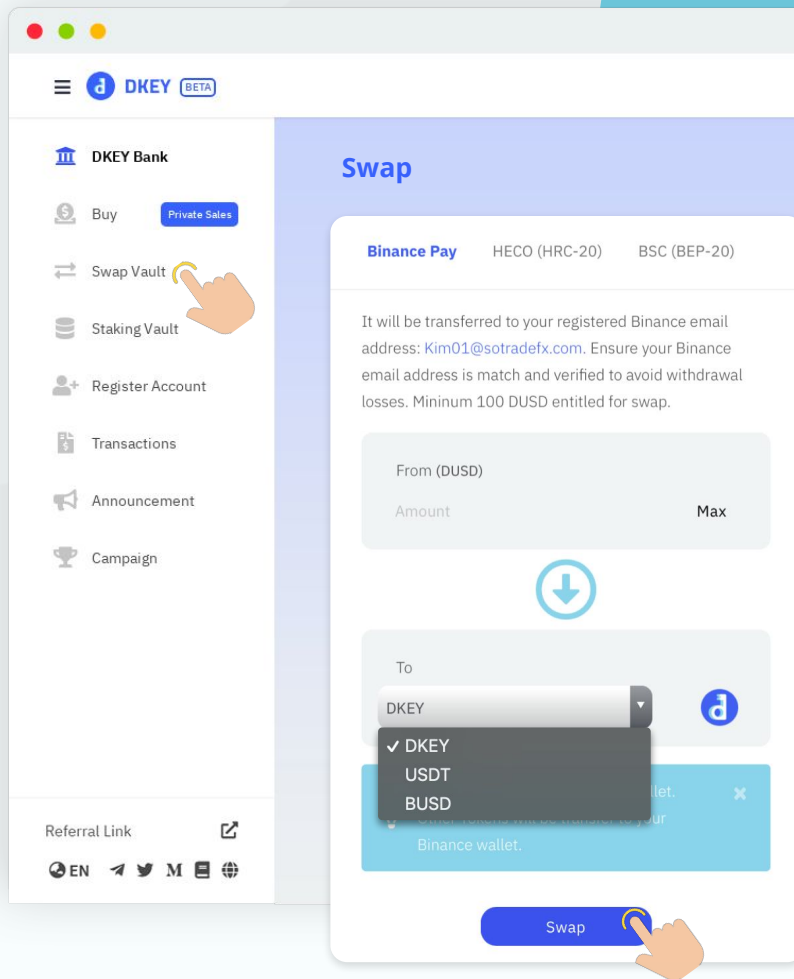 DKEY BETA
DKEY Bank
Buy Private Sales
Swap Vault
Staking Vault
Register Account
Transactions
Announcement
Campaign
Referral Link
EN M
Swap
Binance Pay HECO (HRC-20) BSC (BEP-20)
It will be transferred to your registered Binance email
address: Kim01@sotradefx.com. Ensure your Binance
email address is match and verified to avoid withdrawal
losses. Mininum 100 DUSD entitled for swap.
From (DUSD)
Amount Max
To
DKEY
✓ DKEY
USDT
BUSD
Binance wallet.
Swap